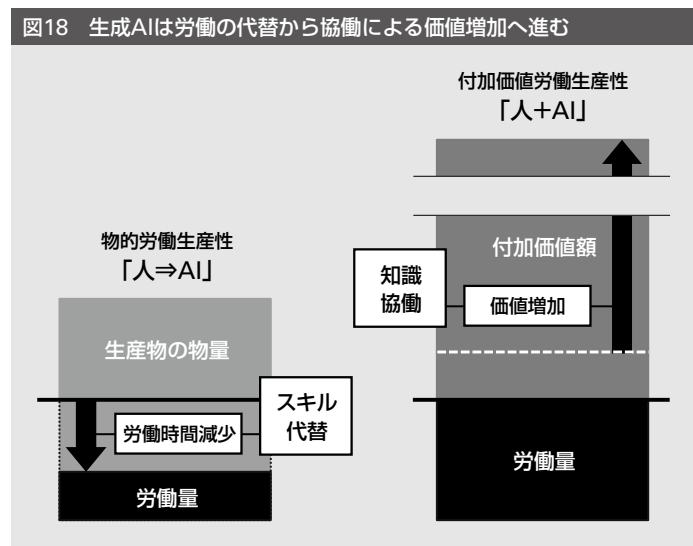 図18 生成AIは労働の代替から協働による価値増加へ進む
物的労働生産性
「人⇒AI」
生産物の物量
スキル
代替
労働時間減少
労働量
付加価値労働生産性
「人+AI」
付加価値額
知識
協働
価値増加
労働量